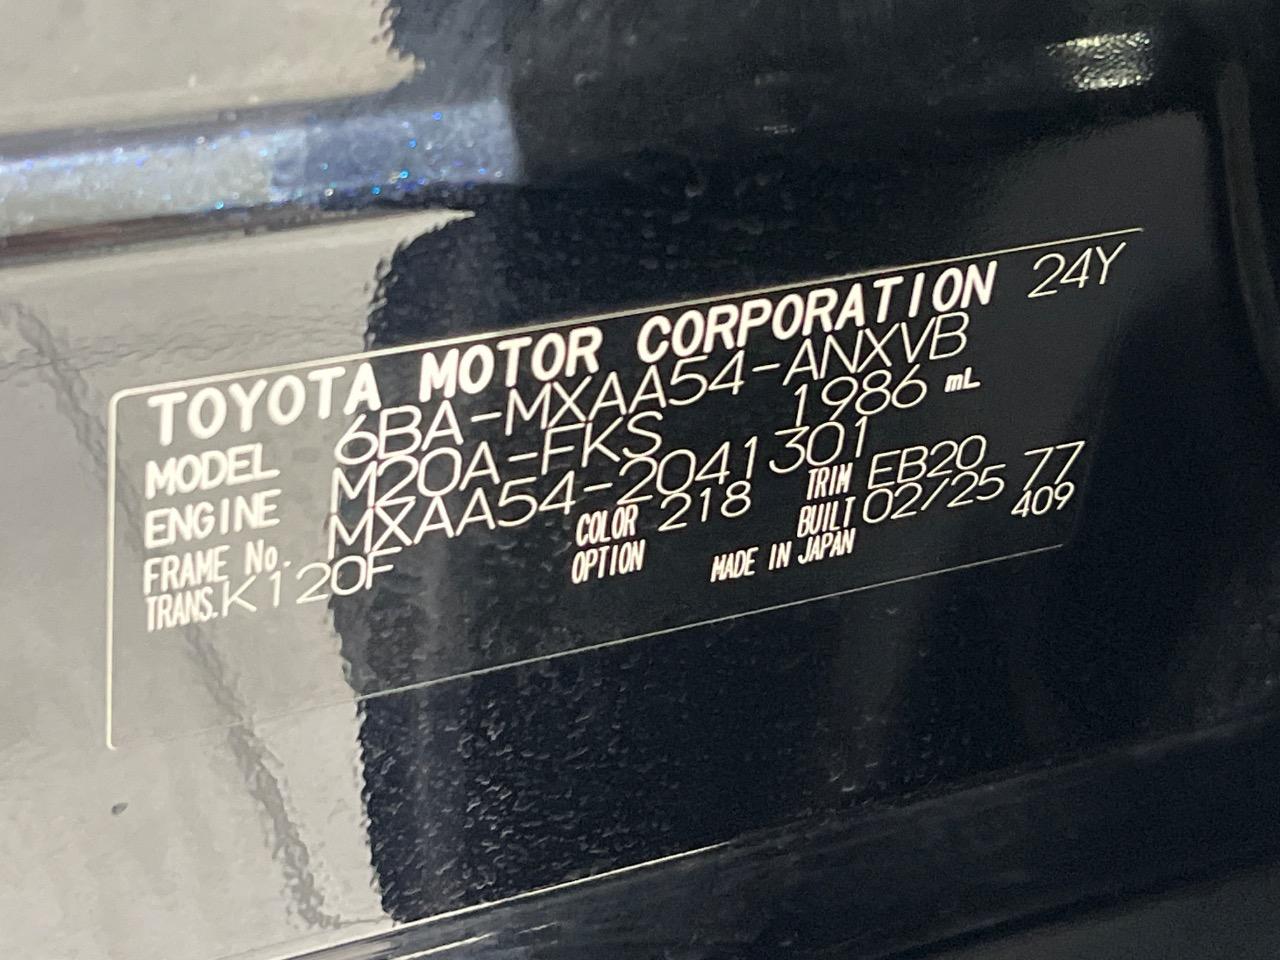 TOYOTA MOTOR CORPORATION 24Y
MODEL 6BA-MXAA54-ANXVB
ENGINE M20A-FKS 1986 mL
FRAME No. MXAA54-2041301
COLOR 218 TRIM EB20 77
TRANS. K120F OPTION BUILT 02/25 409
MADE IN JAPAN